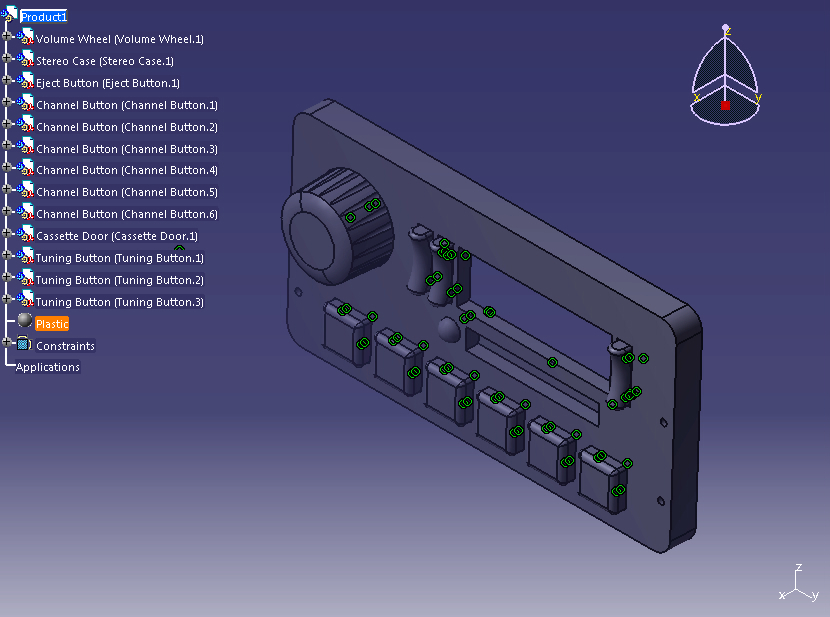 Product1
Volume Wheel (Volume Wheel.1)
Stereo Case (Stereo Case.1)
Eject Button (Eject Button.1)
Channel Button (Channel Button.1)
Channel Button (Channel Button.2)
Channel Button (Channel Button.3)
Channel Button (Channel Button.4)
Channel Button (Channel Button.5)
Channel Button (Channel Button.6)
Cassette Door (Cassette Door.1)
Tuning Button (Tuning Button.1)
Tuning Button (Tuning Button.2)
Tuning Button (Tuning Button.3)
Plastic
Constraints
Applications
z
x y
z
x y